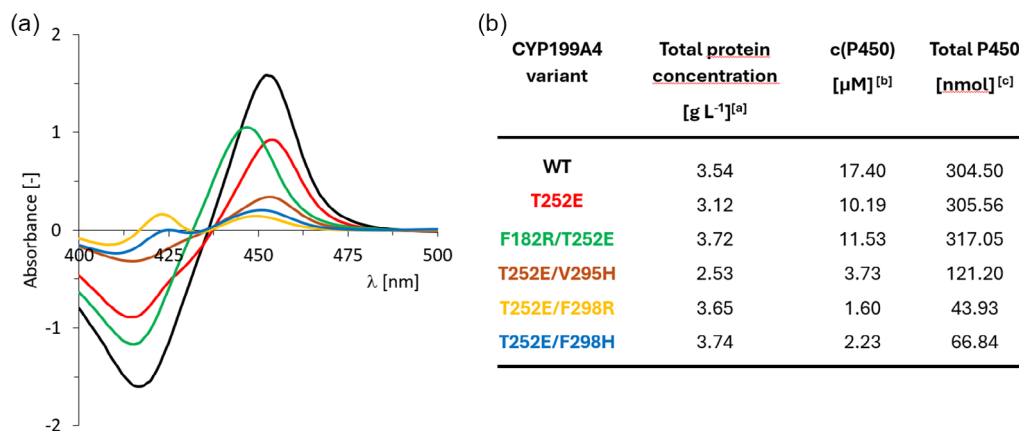 (a)
2
1
0
-1
-2
400
425
450
475
500
Absorbance [-]
λ [nm]
(b)
CYP199A4 variant
Total protein concentration [g L⁻¹][a]
c(P450) [µM][b]
Total P450 [nmol][c]
WT 3.54 17.40 304.50
T252E 3.12 10.19 305.56
F182R/T252E 3.72 11.53 317.05
T252E/V295H 2.53 3.73 121.20
T252E/F298R 3.65 1.60 43.93
T252E/F298H 3.74 2.23 66.84